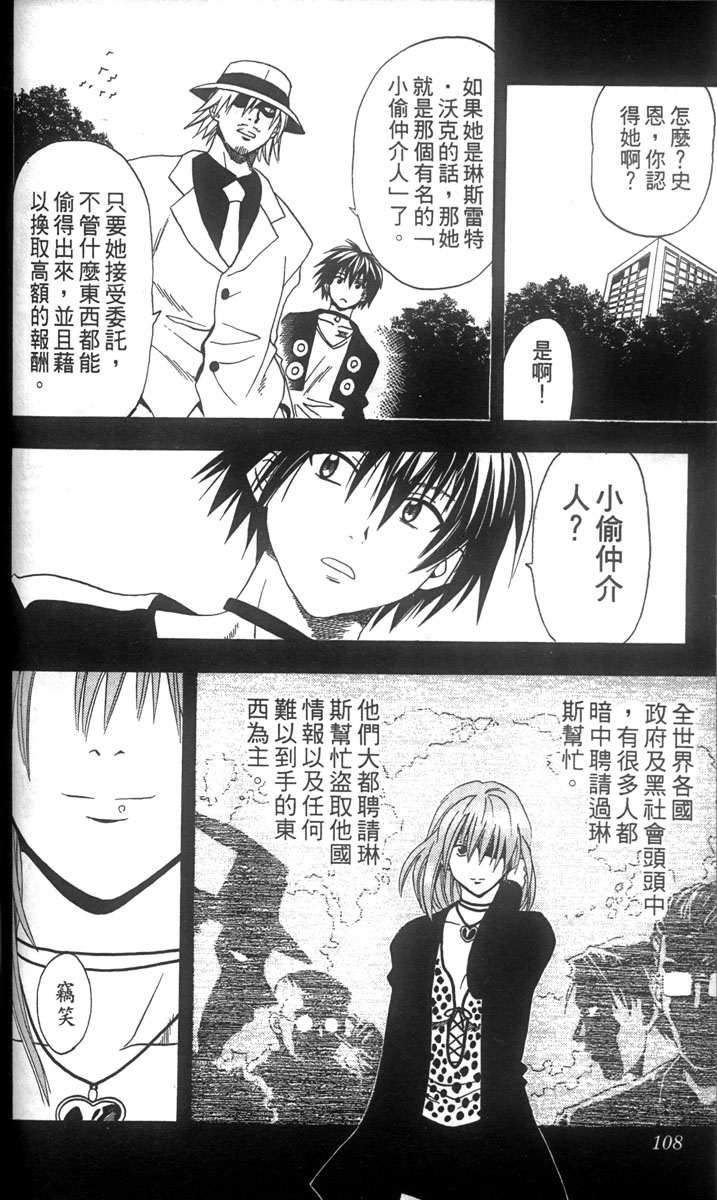 怎麼？史
恩，你認
得她啊？
是啊！
如果她是琳斯雷特
．沃克的話，那她
就是那個有名的「
小偷仲介人」了。
只要她接受委託，
不管什麼東西都能
偷得出來，並且藉
以換取高額的報酬。
小偷仲介
人？
全世界各國
政府及黑社會頭頭中
，有很多人都
暗中聘請過琳
斯幫忙。
他們大都聘請琳
斯幫忙盜取他國
情報以及任何
難以到手的東
西為主。
竊笑
108